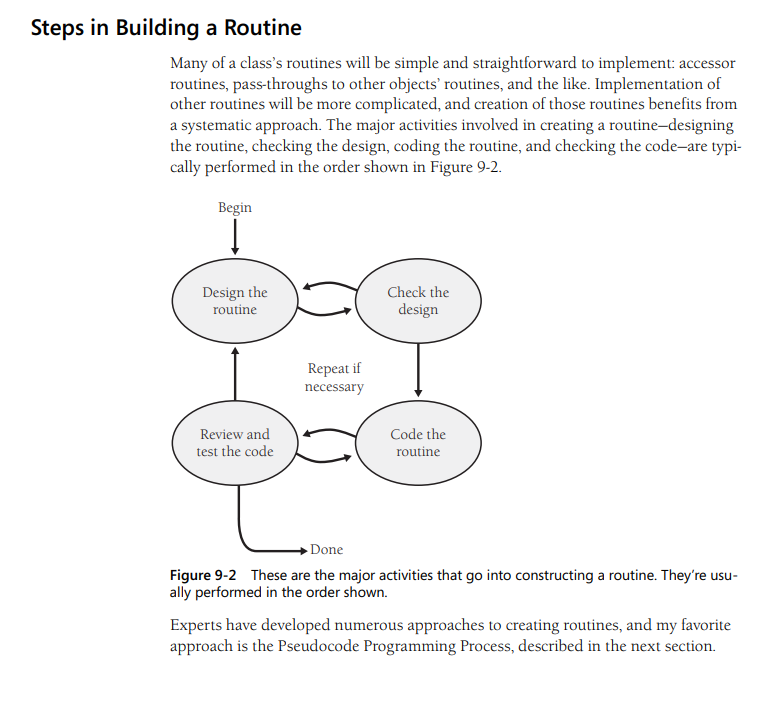 Steps in Building a Routine
Many of a class’s routines will be simple and straightforward to implement: accessor
routines, pass-throughs to other objects’ routines, and the like. Implementation of
other routines will be more complicated, and creation of those routines benefits from
a systematic approach. The major activities involved in creating a routine—designing
the routine, checking the design, coding the routine, and checking the code—are typi-
cally performed in the order shown in Figure 9-2.
Begin
Design the
routine
Check the
design
Repeat if
necessary
Review and
test the code
Code the
routine
Done
Figure 9-2 These are the major activities that go into constructing a routine. They’re usu-
ally performed in the order shown.
Experts have developed numerous approaches to creating routines, and my favorite
approach is the Pseudocode Programming Process, described in the next section.